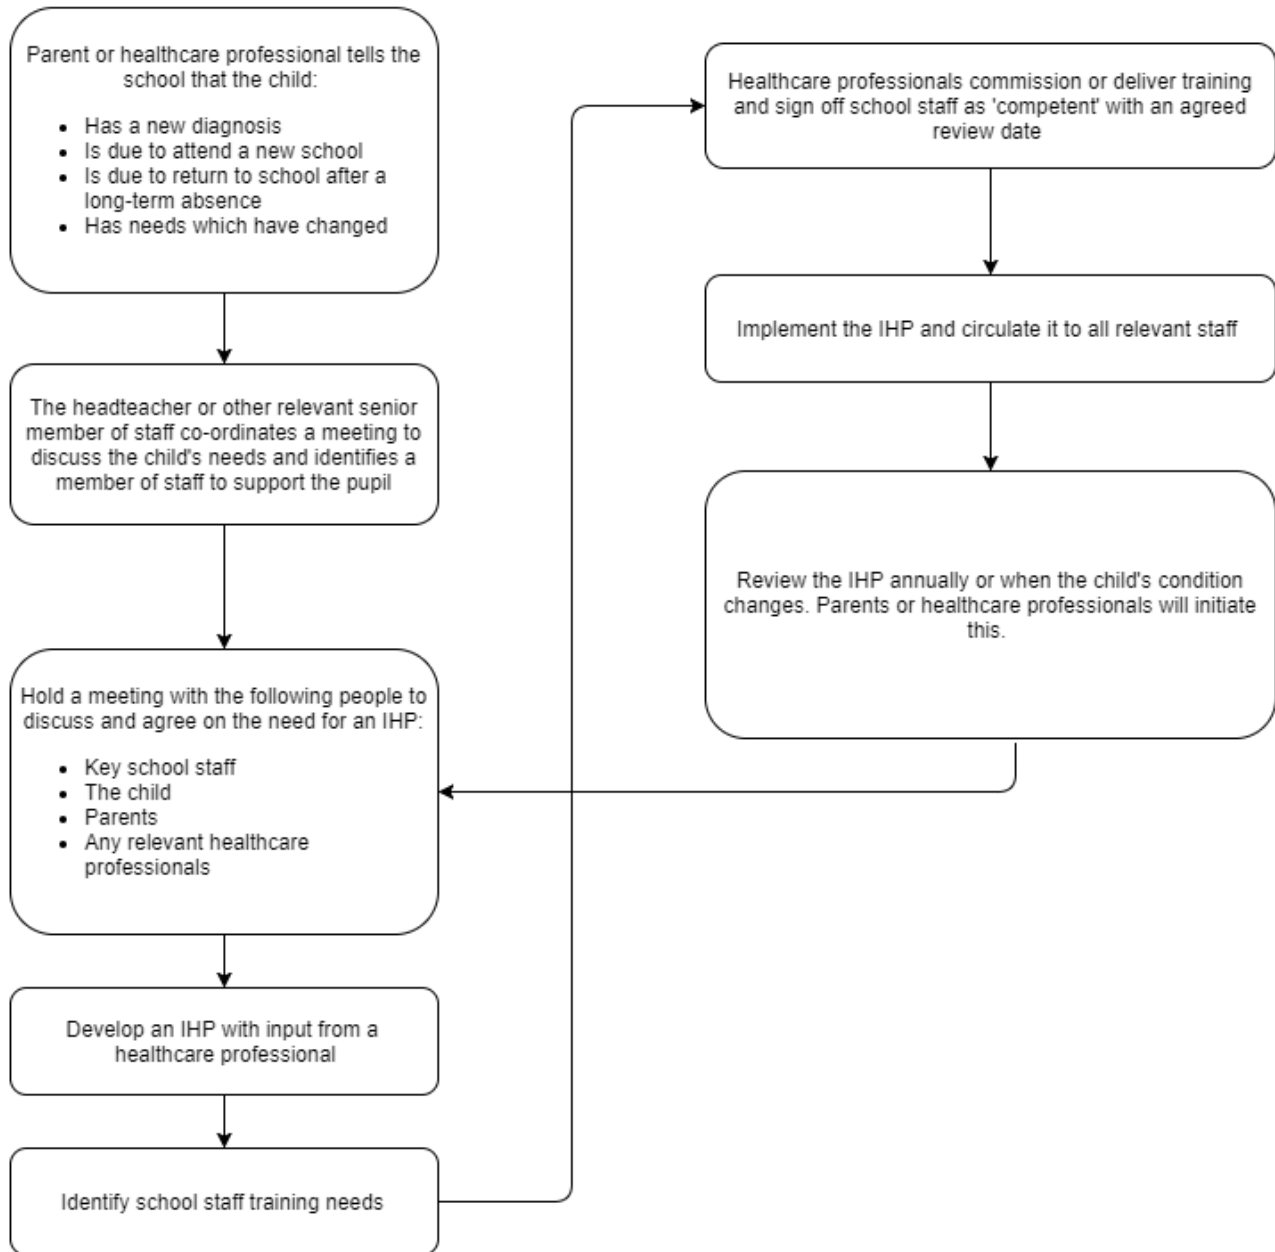 Parent or healthcare professional tells the
school that the child:
• Has a new diagnosis
• Is due to attend a new school
• Is due to return to school after a
long-term absence
• Has needs which have changed
The headteacher or other relevant senior
member of staff co-ordinates a meeting to
discuss the child's needs and identifies a
member of staff to support the pupil
Hold a meeting with the following people to
discuss and agree on the need for an IHP:
• Key school staff
• The child
• Parents
• Any relevant healthcare
professionals
Develop an IHP with input from a
healthcare professional
Identify school staff training needs
Healthcare professionals commission or deliver training
and sign off school staff as 'competent' with an agreed
review date
Implement the IHP and circulate it to all relevant staff
Review the IHP annually or when the child's condition
changes. Parents or healthcare professionals will initiate
this.